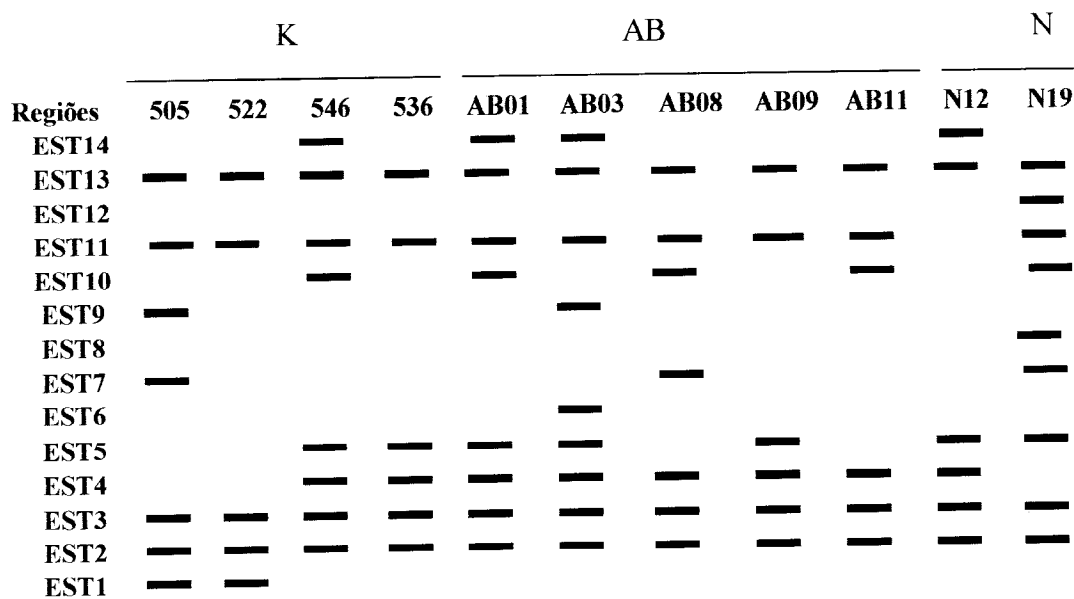 K AB N
Regiões 505 522 546 536 AB01 AB03 AB08 AB09 AB11 N12 N19
EST14
EST13
EST12
EST11
EST10
EST9
EST8
EST7
EST6
EST5
EST4
EST3
EST2
EST1